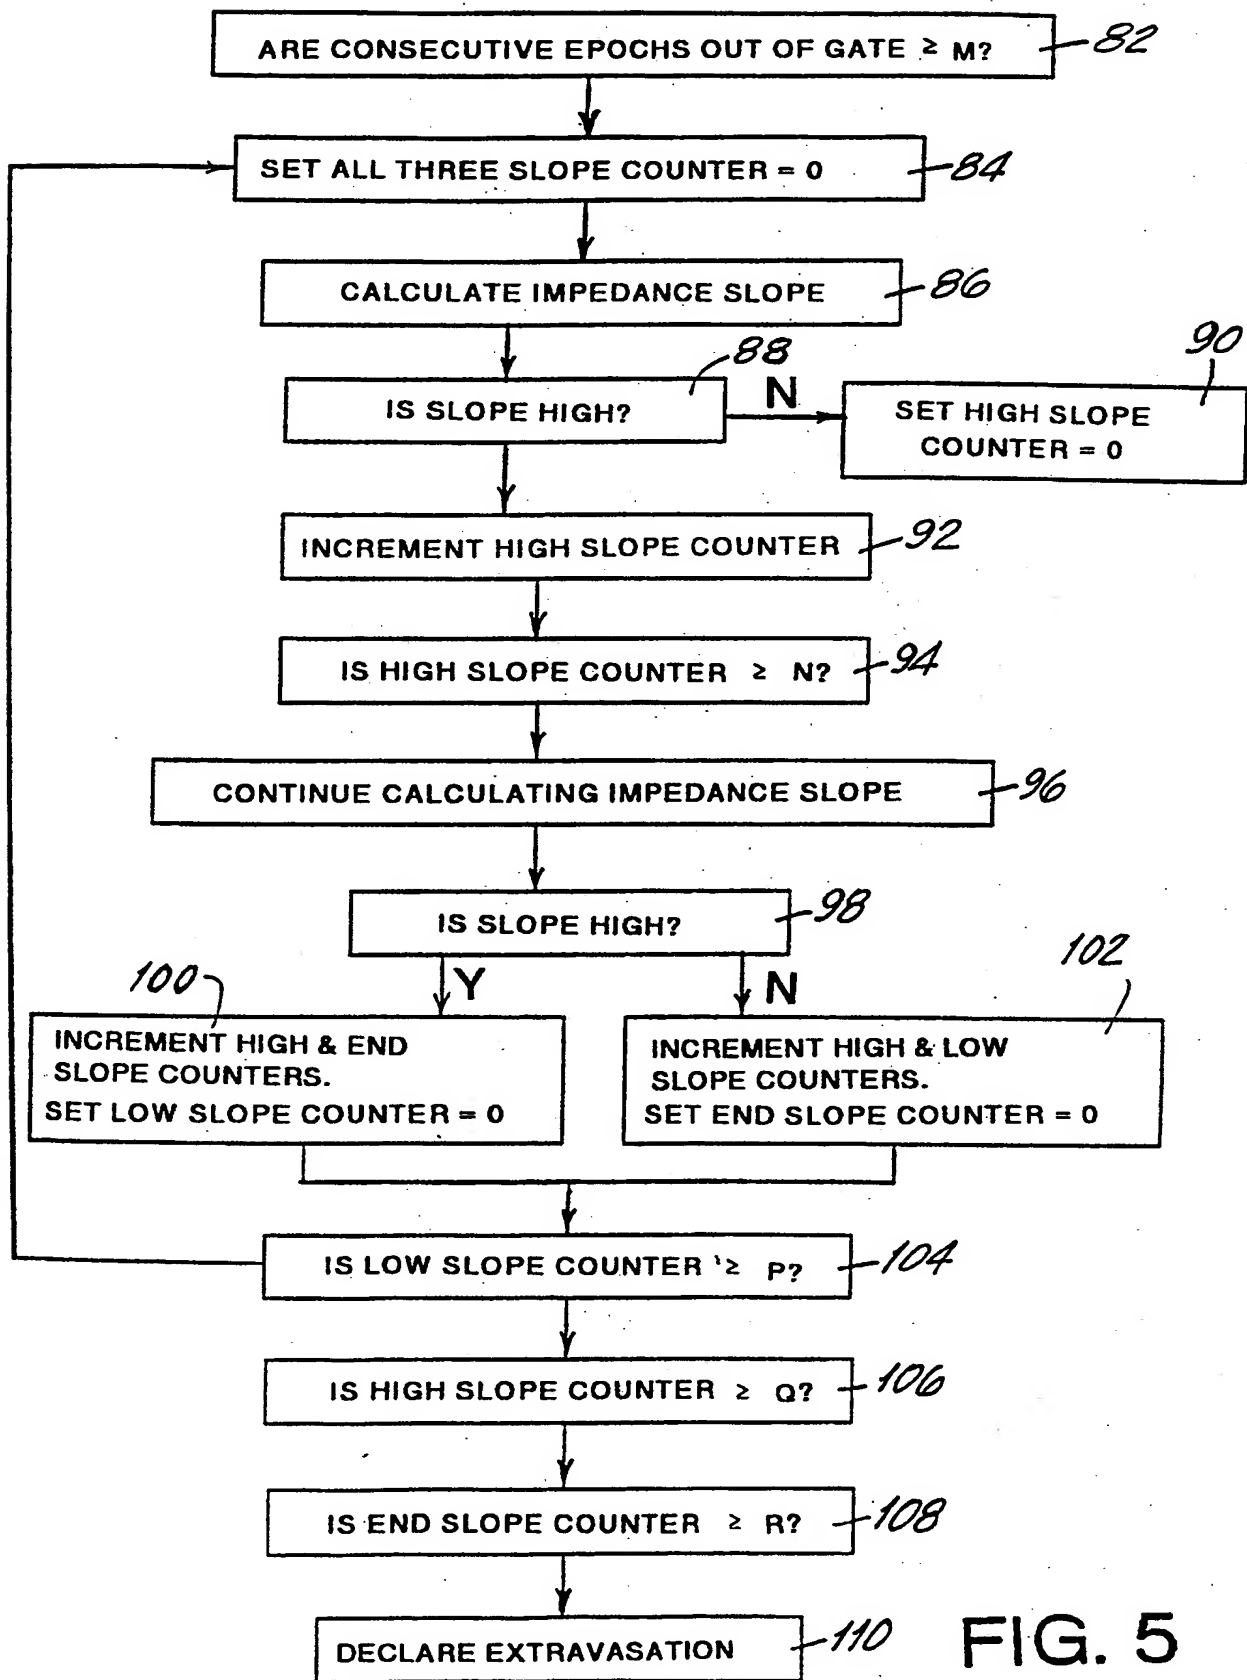 ARE CONSECUTIVE EPOCHS OUT OF GATE ≥ M? 82
SET ALL THREE SLOPE COUNTER = 0 84
CALCULATE IMPEDANCE SLOPE 86
88
IS SLOPE HIGH?
N
90
SET HIGH SLOPE
COUNTER = 0
INCREMENT HIGH SLOPE COUNTER 92
IS HIGH SLOPE COUNTER ≥ N? 94
CONTINUE CALCULATING IMPEDANCE SLOPE 96
IS SLOPE HIGH? 98
Y
N
100
INCREMENT HIGH & END
SLOPE COUNTERS.
SET LOW SLOPE COUNTER = 0
102
INCREMENT HIGH & LOW
SLOPE COUNTERS.
SET END SLOPE COUNTER = 0
IS LOW SLOPE COUNTER ≥ P? 104
IS HIGH SLOPE COUNTER ≥ Q? 106
IS END SLOPE COUNTER ≥ R? 108
DECLARE EXTRAVASATION 110
FIG. 5